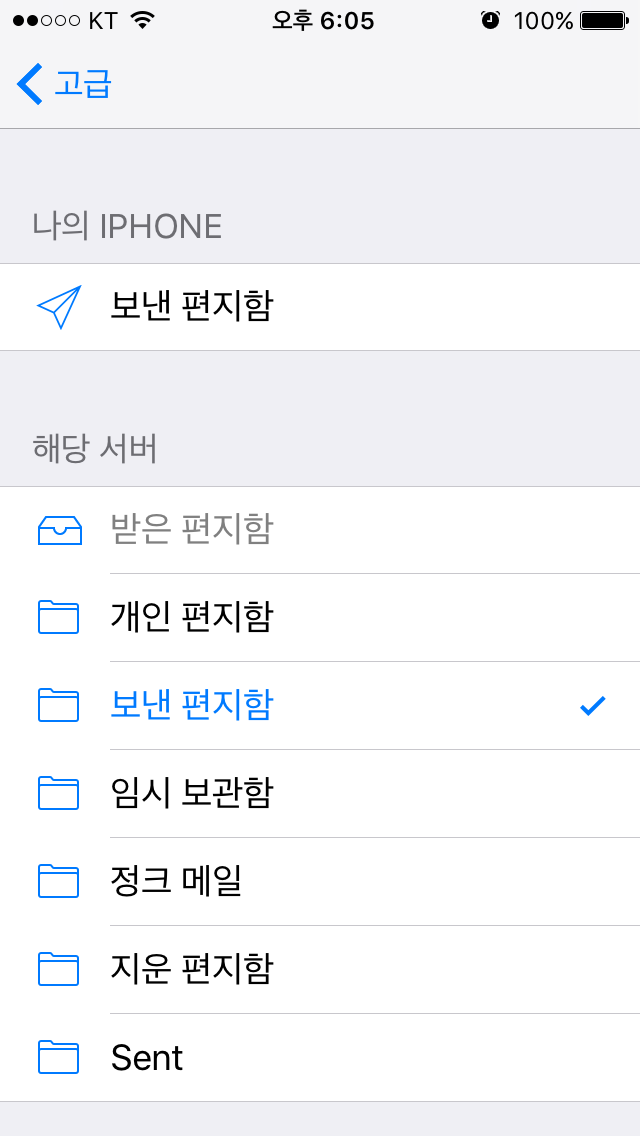 KT 오후 6:05 100%
고급
나의 IPHONE
보낸 편지함
해당 서버
받은 편지함
개인 편지함
보낸 편지함
임시 보관함
정크 메일
지운 편지함
Sent